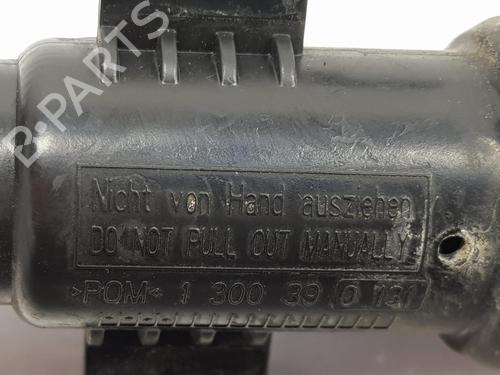 B-PARTS
Nicht von Hand ausziehen
DO NOT PULL OUT MANUALLY
>POM< 1 300 39 0 131